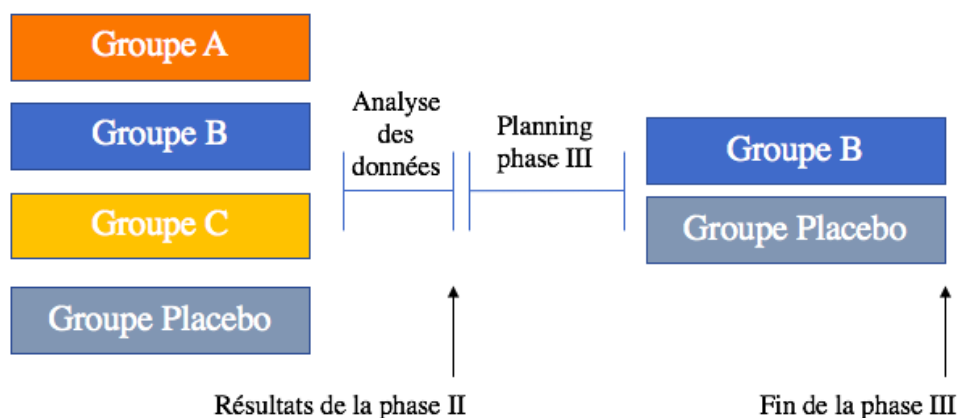 Groupe A
Groupe B
Groupe C
Groupe Placebo
Analyse
des
données
Planning
phase III
Groupe B
Groupe Placebo
Résultats de la phase II
Fin de la phase III